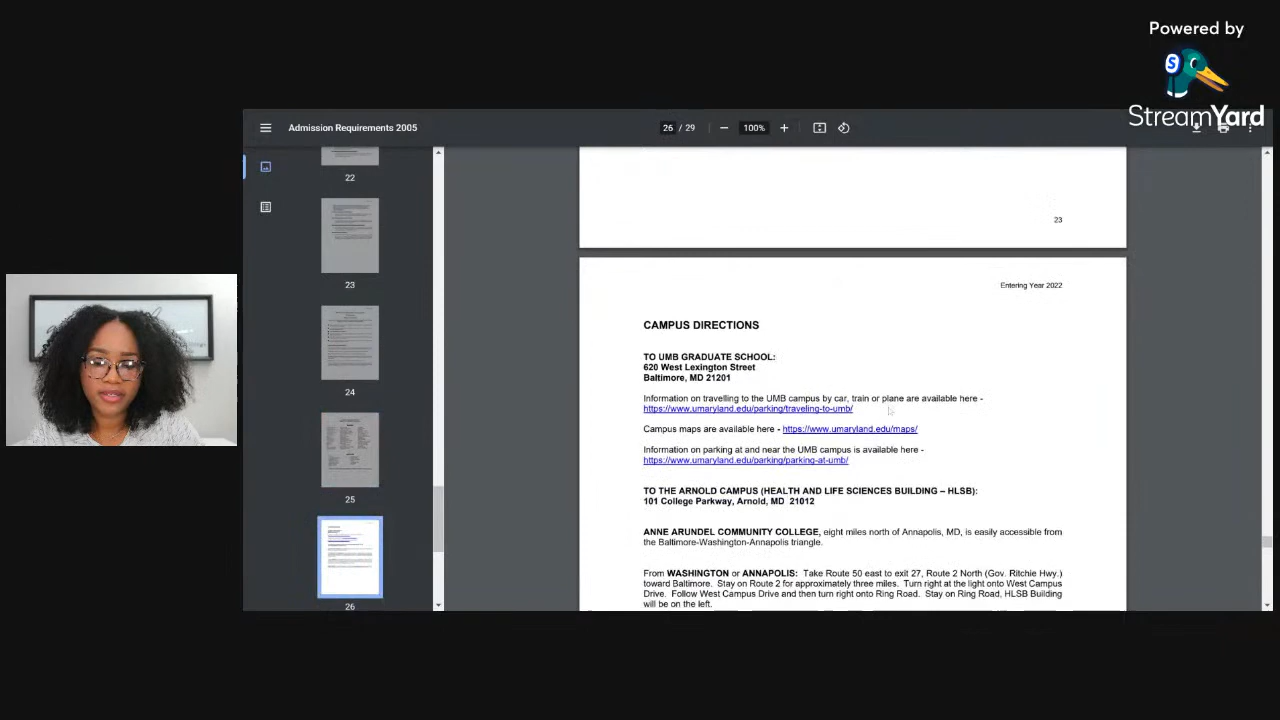 Powered by
StreamYard
Admission Requirements 2005
26 / 29
100%
22
23
24
25
26
23
Entering Year 2022
CAMPUS DIRECTIONS
TO UMB GRADUATE SCHOOL:
620 West Lexington Street
Baltimore, MD 21201
Information on travelling to the UMB campus by car, train or plane are available here -
https://www.umaryland.edu/parking/traveling-to-umb/
Campus maps are available here - https://www.umaryland.edu/maps/
Information on parking at and near the UMB campus is available here -
https://www.umaryland.edu/parking/parking-at-umb/
TO THE ARNOLD CAMPUS (HEALTH AND LIFE SCIENCES BUILDING – HLSB):
101 College Parkway, Arnold, MD 21012
ANNE ARUNDEL COMMUNITY COLLEGE, eight miles north of Annapolis, MD, is easily accessible from
the Baltimore-Washington-Annapolis triangle.
From WASHINGTON or ANNAPOLIS: Take Route 50 east to exit 27, Route 2 North (Gov. Ritchie Hwy.)
toward Baltimore. Stay on Route 2 for approximately three miles. Turn right at the light onto West Campus
Drive. Follow West Campus Drive and then turn right onto Ring Road. Stay on Ring Road, HLSB Building
will be on the left.